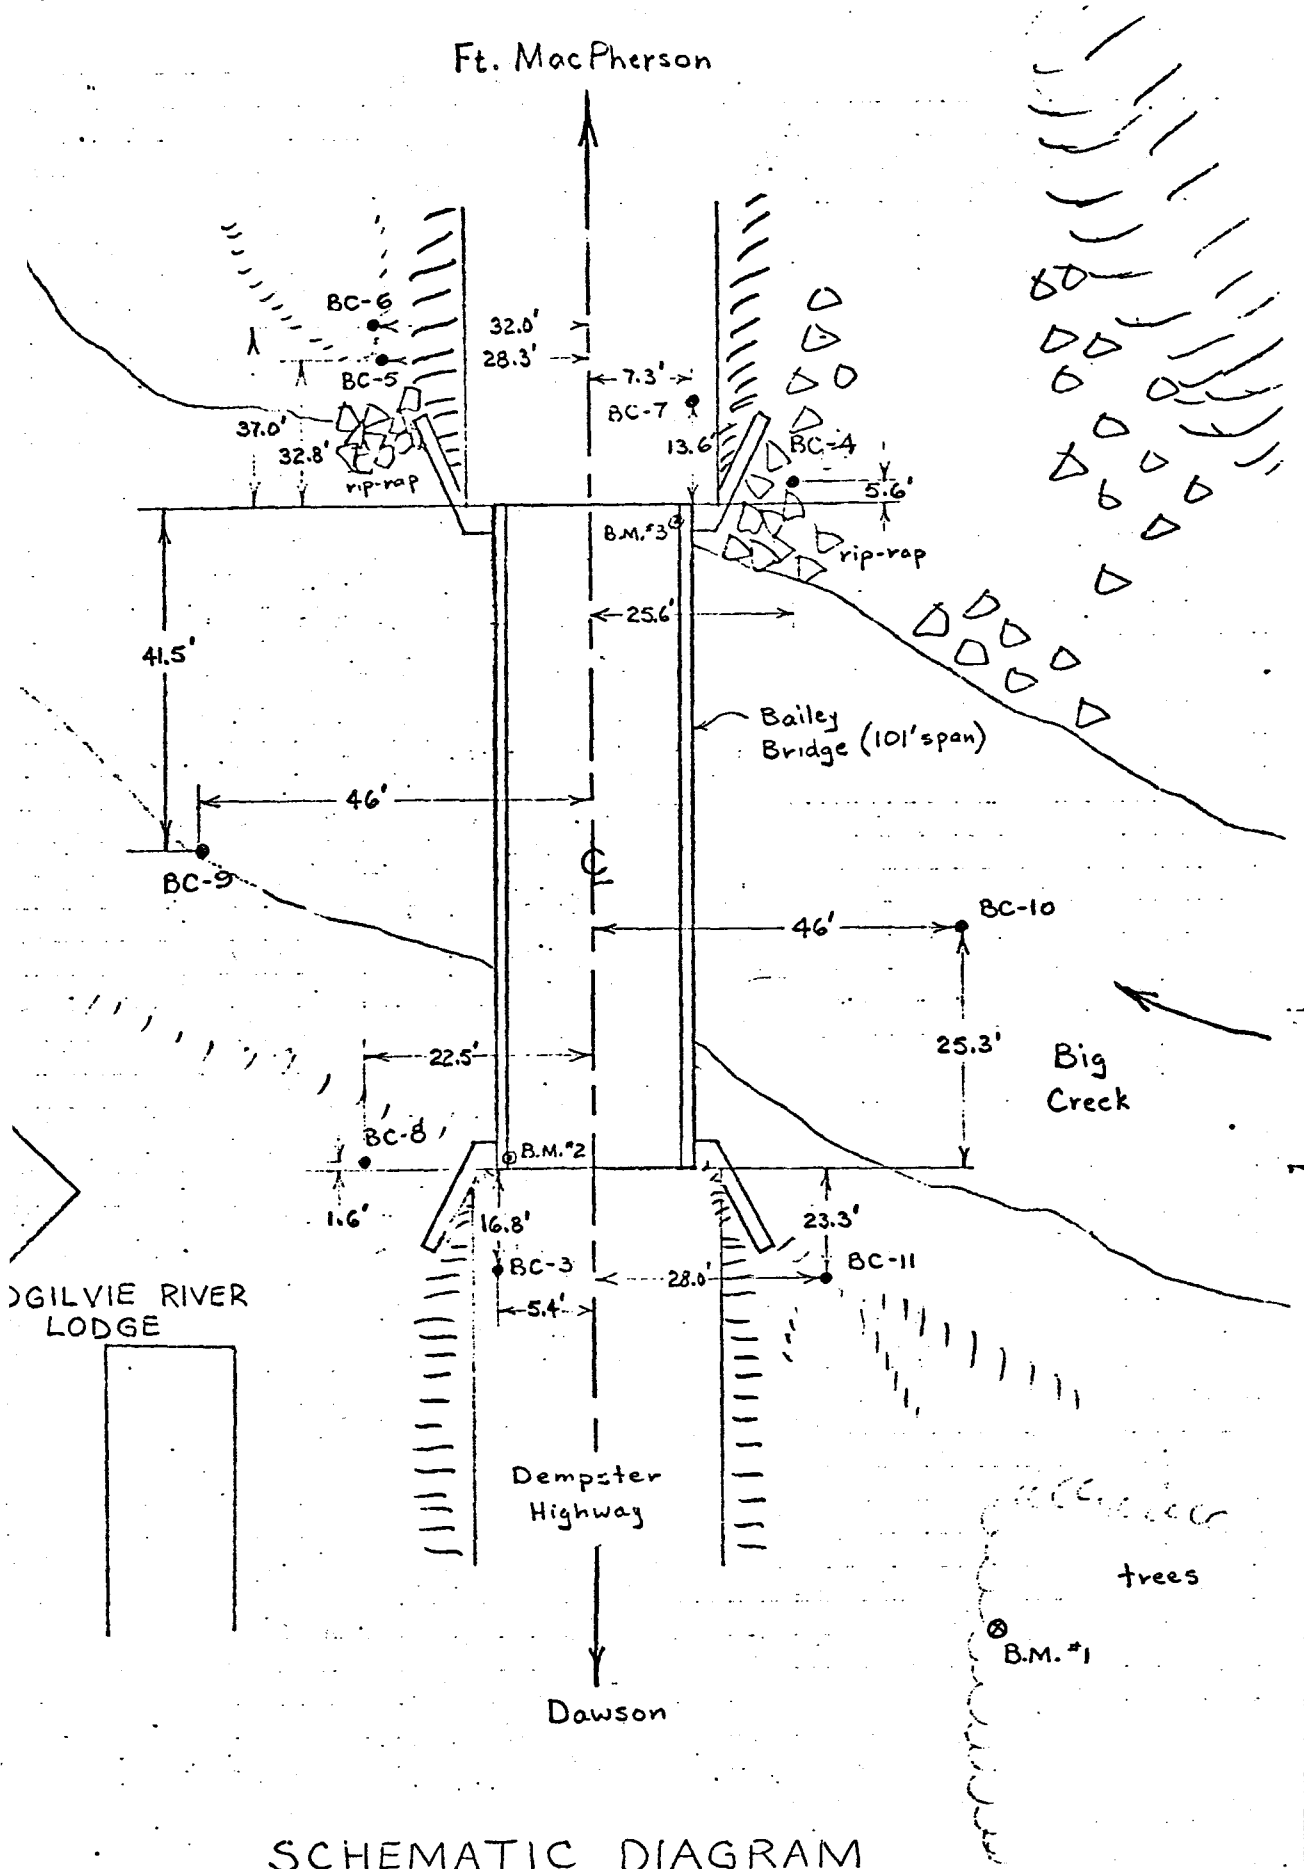 Ft. MacPherson
BC-6
32.0'
28.3'
BC-5
7.3'
BC-7
37.0'
32.8'
13.6'
BC-4
5.6'
rip-rap
B.M.#3
rip-rap
25.6'
41.5'
Bailey
Bridge (101' span)
46'
CL
BC-9
BC-10
46'
22.5'
25.3'
Big
Creek
BC-8
B.M.#2
1.6'
16.8'
23.3'
BC-3
28.0'
BC-11
5.4'
OGILVIE RIVER
LODGE
Dempster
Highway
trees
B.M.#1
Dawson
SCHEMATIC DIAGRAM